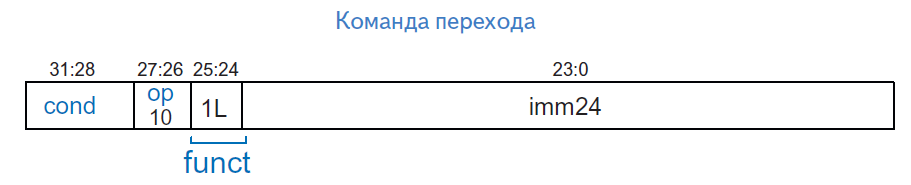 Команда перехода
31:28 27:26 25:24 23:0
cond op 10 1L imm24
funct